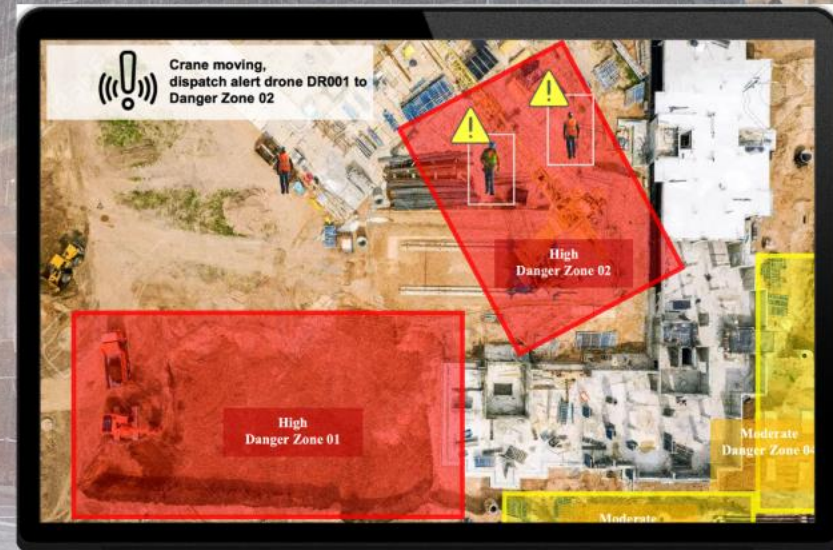 Crane moving,
dispatch alert drone DR001 to
Danger Zone 02
High
Danger Zone 02
High
Danger Zone 01
Moderate
Danger Zone 04
Moderate